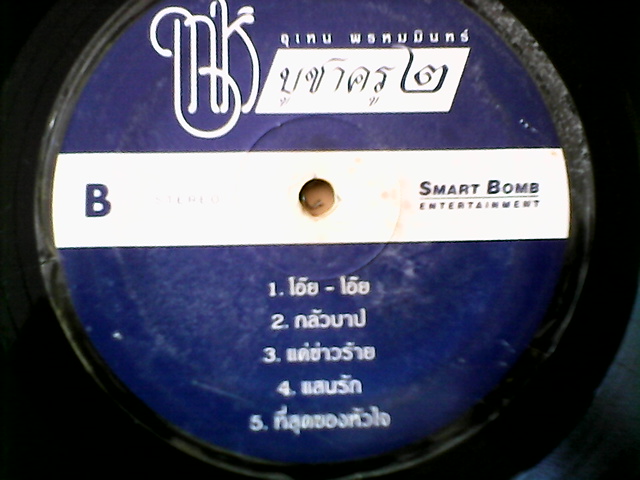 อุเทน พรหมมินทร์
บูชาครู ๒
B
STEREO
SMART BOMB
ENTERTAINMENT
1. โอ๊ย - โอ๊ย
2. กลัวบาป
3. แด่ข่าวร้าย
4. แสนรัก
5. ที่สุดของหัวใจ